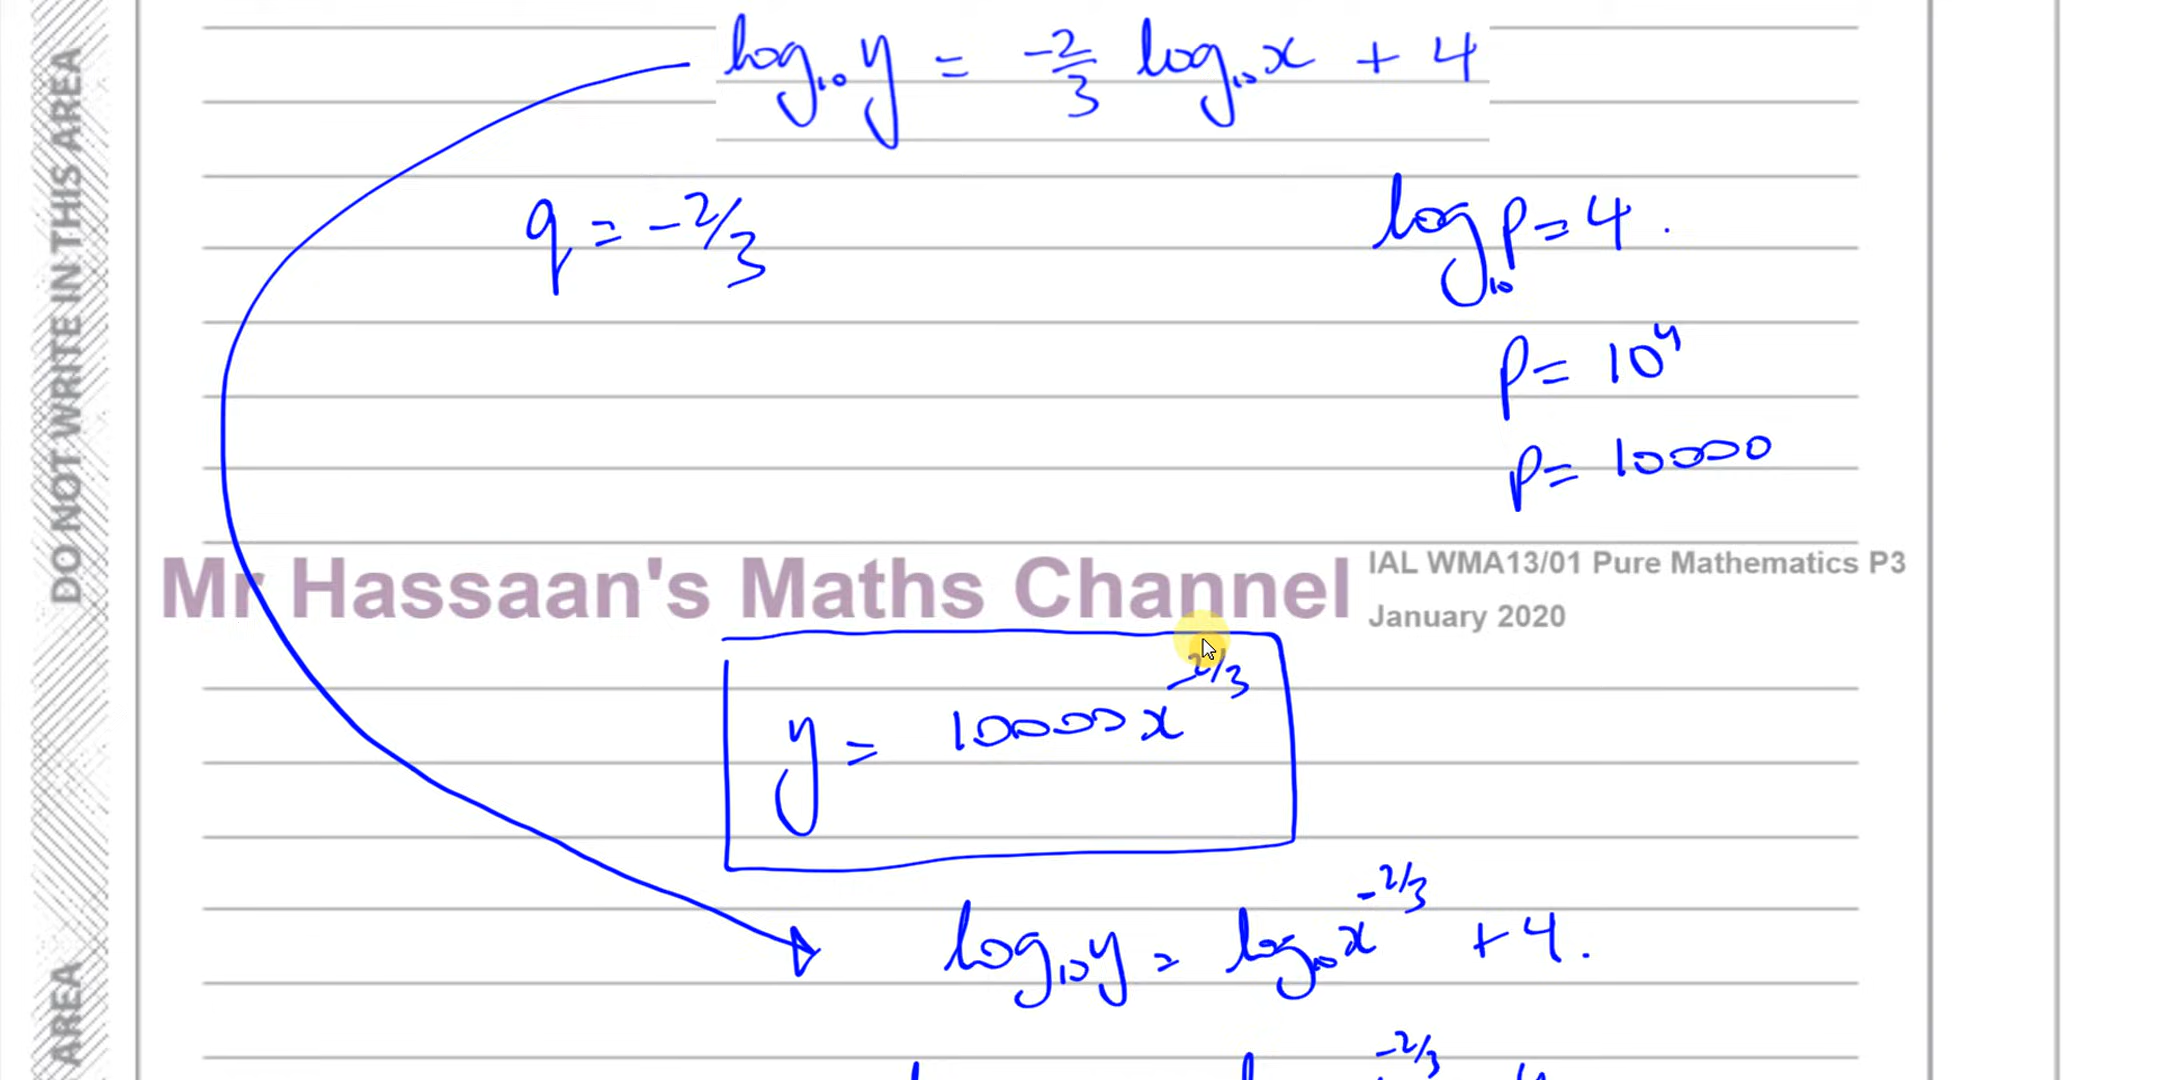 log₁₀y = -2/3 log₁₀x + 4
q = -2/3
log₁₀p = 4.
p = 10⁴
p = 10000
Mr Hassaan's Maths Channel
IAL WMA13/01 Pure Mathematics P3
January 2020
y = 10000x^(-2/3)
log₁₀y = log₁₀x^(-2/3) + 4.
-2/3
DO NOT WRITE IN THIS AREA
AREA